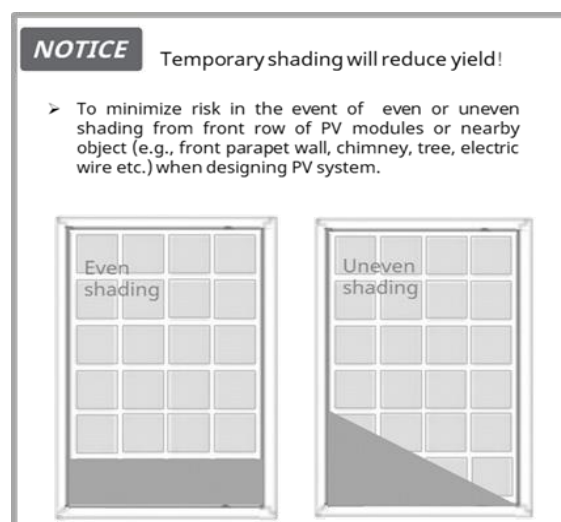 NOTICE Temporary shading will reduce yield!
➢ To minimize risk in the event of even or uneven
shading from front row of PV modules or nearby
object (e.g., front parapet wall, chimney, tree, electric
wire etc.) when designing PV system.
Even
shading
Uneven
shading